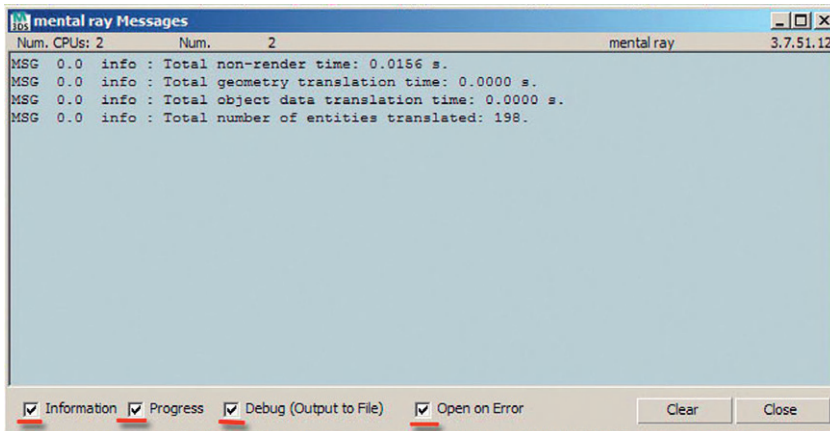 M
3DS
mental ray Messages
Num. CPUs: 2 Num. 2 mental ray 3.7.51.12
MSG 0.0 info : Total non-render time: 0.0156 s.
MSG 0.0 info : Total geometry translation time: 0.0000 s.
MSG 0.0 info : Total object data translation time: 0.0000 s.
MSG 0.0 info : Total number of entities translated: 198.
Information Progress Debug (Output to File) Open on Error Clear Close